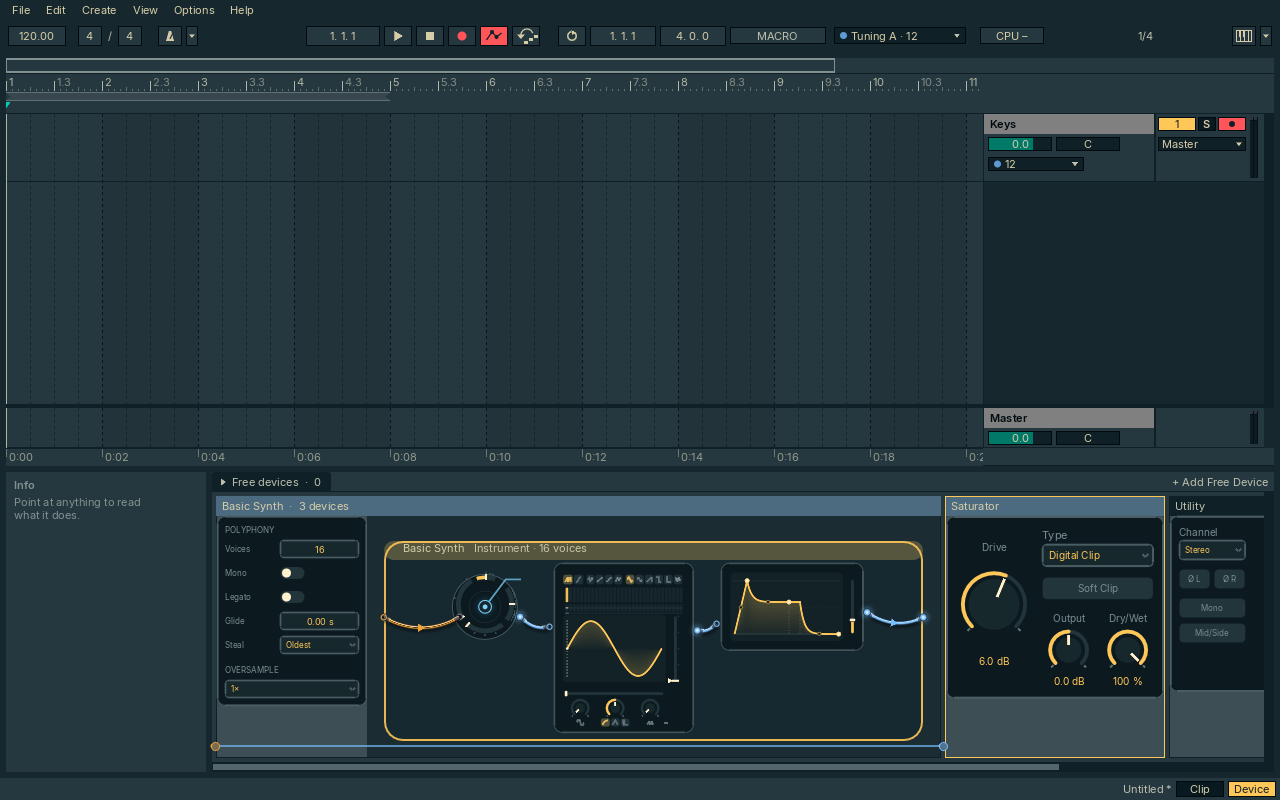 File Edit Create View Options Help
120.00 4 / 4 1. 1. 1 1. 1. 1 4. 0. 0 MACRO Tuning A · 12 CPU – 1/4
1 1.3 2 2.3 3 3.3 4 4.3 5 5.3 6 6.3 7 7.3 8 8.3 9 9.3 10 10.3 11
Keys 1 S
0.0 C Master
12
Master
0.0 C
0:00 0:02 0:04 0:06 0:08 0:10 0:12 0:14 0:16 0:18
Info
Point at anything to read
what it does.
Free devices · 0 + Add Free Device
Basic Synth · 3 devices
POLYPHONY
Voices 16
Mono
Legato
Glide 0.00 s
Steal Oldest
OVERSAMPLE
1×
Basic Synth Instrument · 16 voices
Saturator
Drive
6.0 dB
Type
Digital Clip
Soft Clip
Output Dry/Wet
0.0 dB 100 %
Utility
Channel
Stereo
Ø L Ø R
Mono
Mid/Side
Untitled * Clip Device